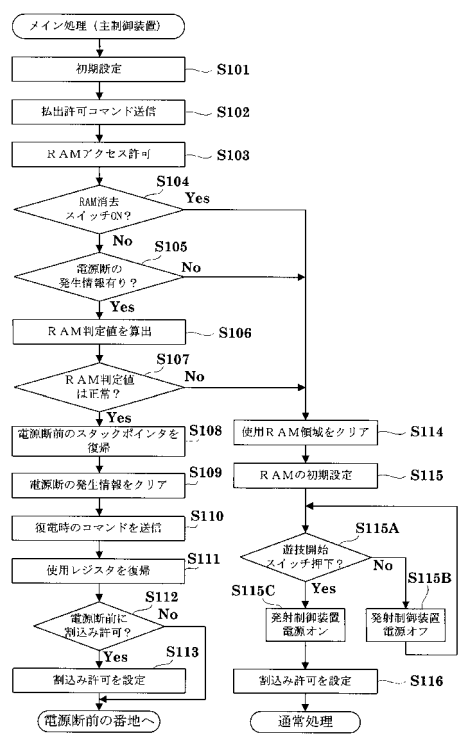 メイン処理（主制御装置）
初期設定
S101
払出許可コマンド送信
S102
ＲＡＭアクセス許可
S103
S104
RAM消去
スイッチON？
Yes
No
S105
電源断の
発生情報有り？
No
Yes
ＲＡＭ判定値を算出
S106
S107
ＲＡＭ判定値
は正常？
No
Yes
電源断前のスタックポインタを
復帰
S108
電源断の発生情報をクリア
S109
復電時のコマンドを送信
S110
使用レジスタを復帰
S111
S112
電源断前に
割込み許可？
No
Yes
S113
割込み許可を設定
電源断前の番地へ
使用ＲＡＭ領域をクリア
S114
ＲＡＭの初期設定
S115
S115A
遊技開始
スイッチ押下？
No
Yes
S115C
発射制御装置
電源オン
S115B
発射制御装置
電源オフ
割込み許可を設定
S116
通常処理